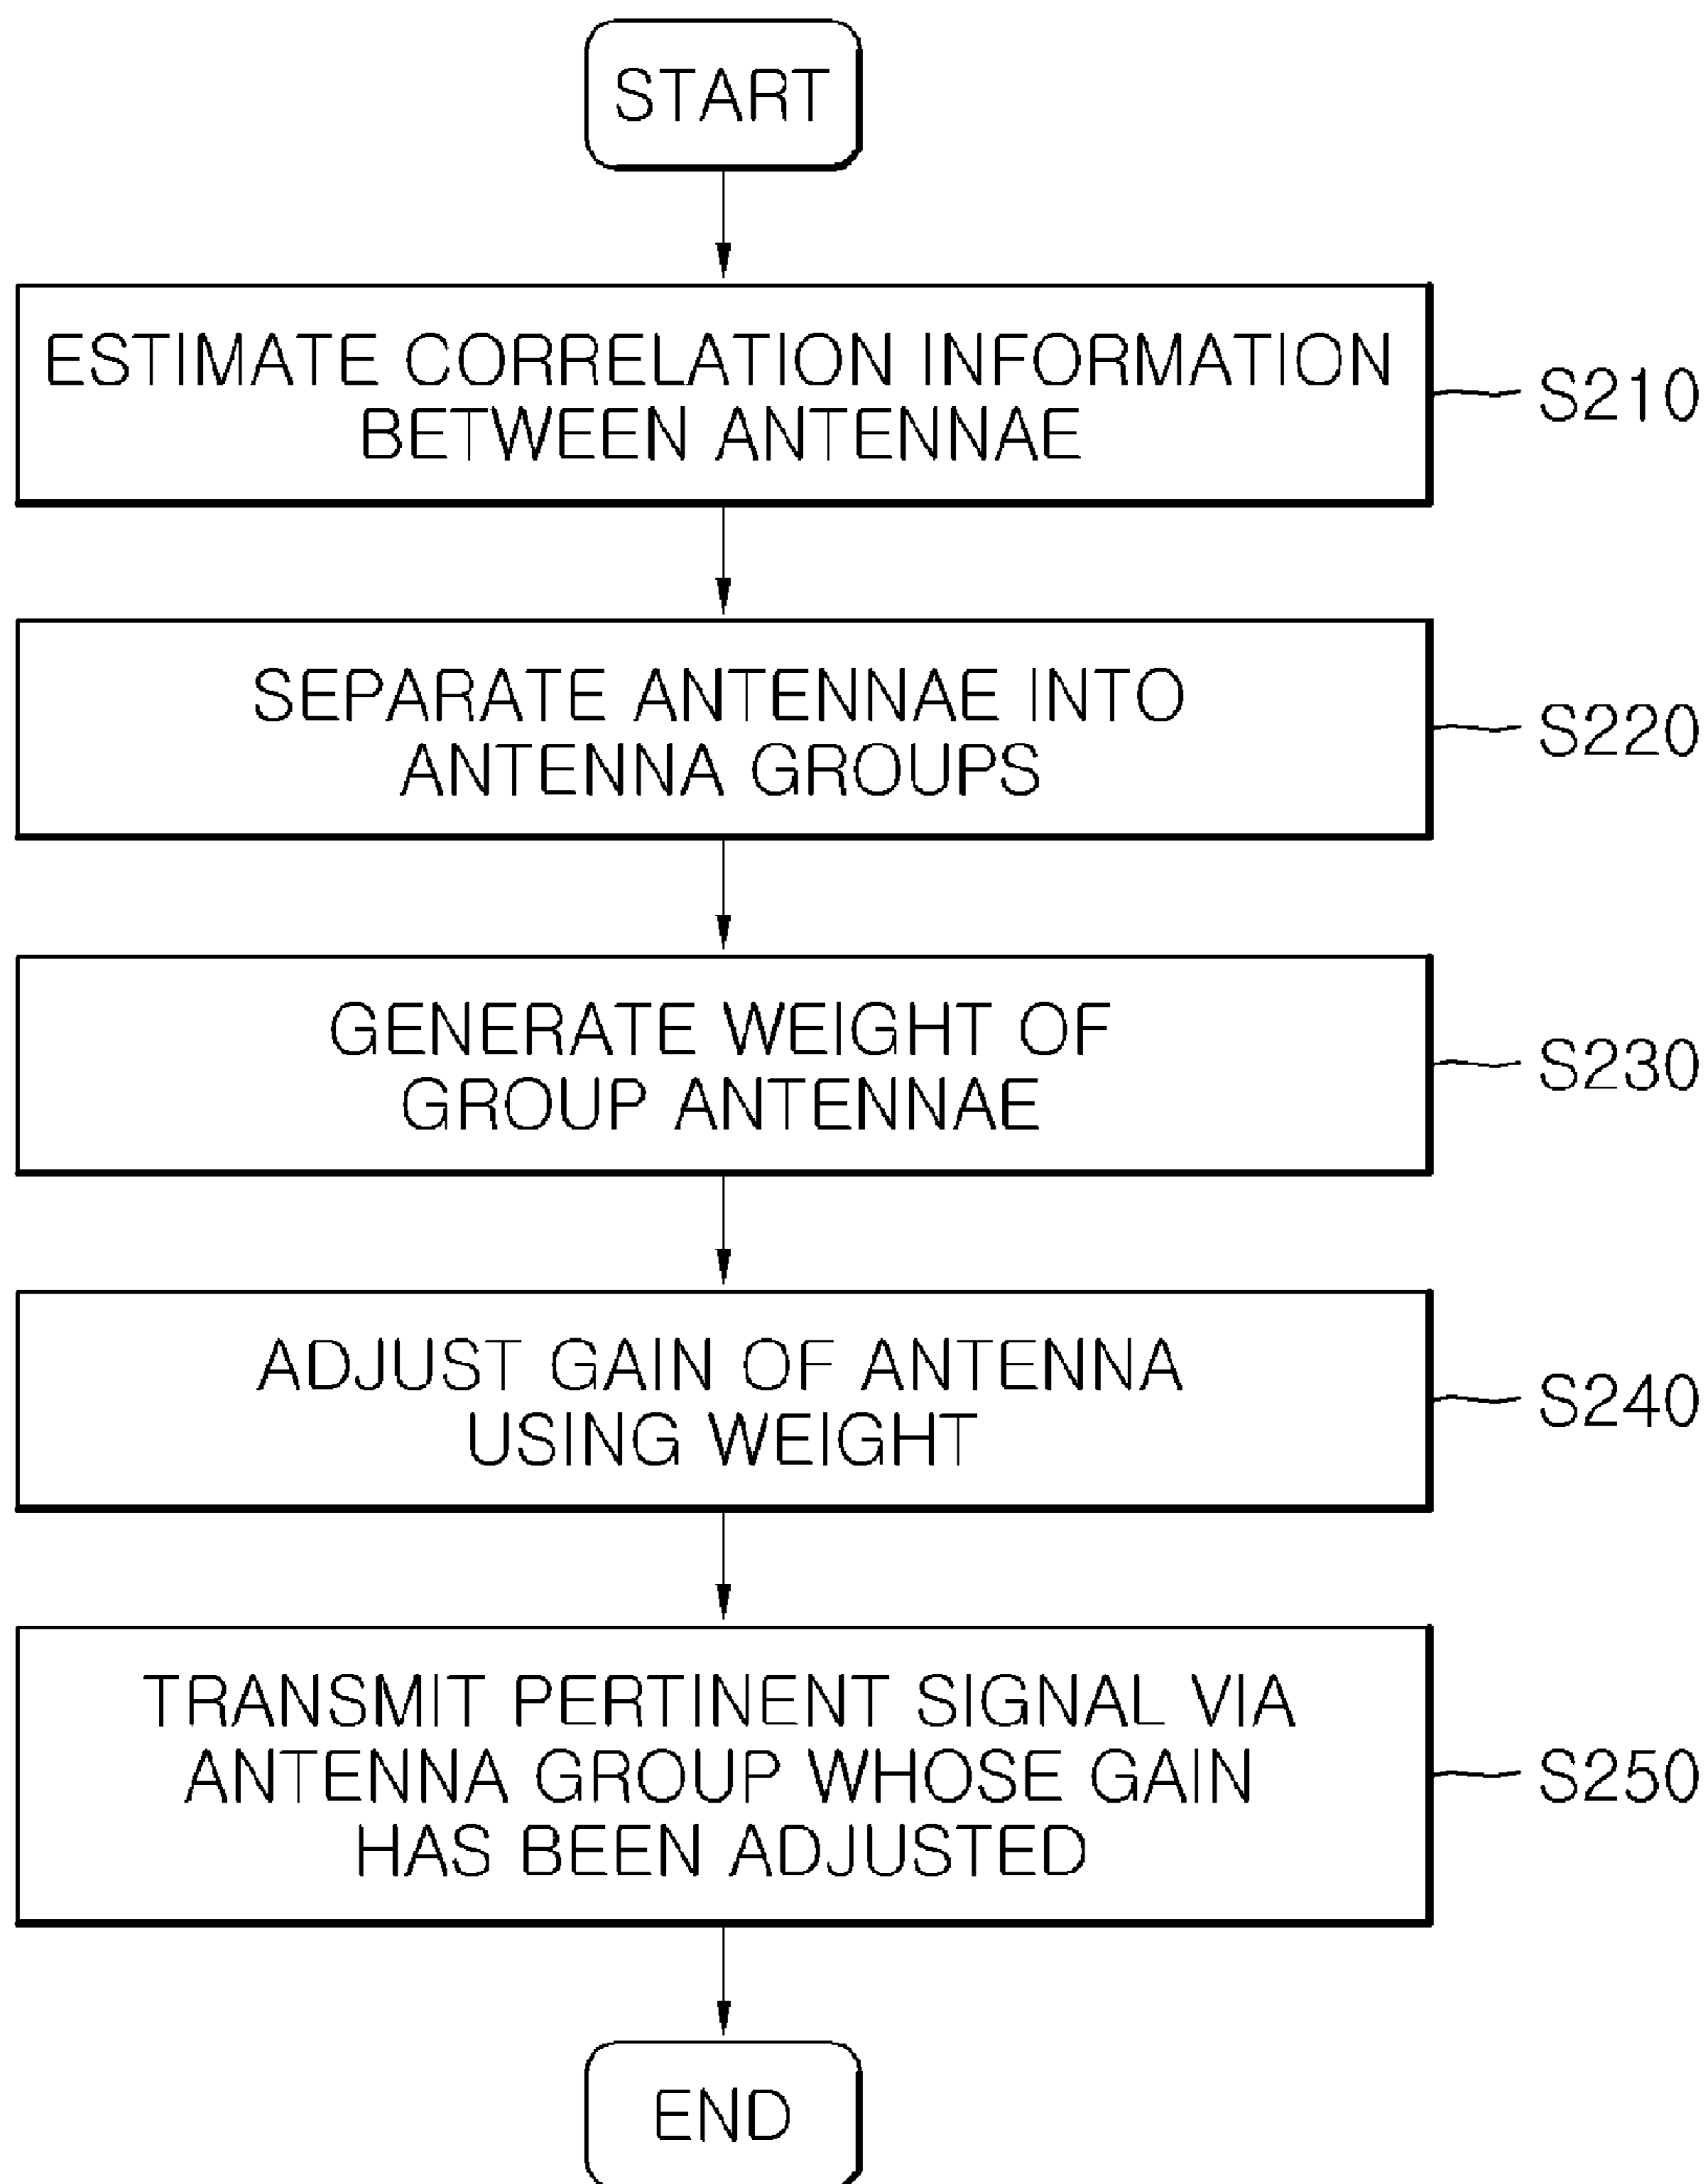 START
ESTIMATE CORRELATION INFORMATION
BETWEEN ANTENNAE
S210
SEPARATE ANTENNAE INTO
ANTENNA GROUPS
S220
GENERATE WEIGHT OF
GROUP ANTENNAE
S230
ADJUST GAIN OF ANTENNA
USING WEIGHT
S240
TRANSMIT PERTINENT SIGNAL VIA
ANTENNA GROUP WHOSE GAIN
HAS BEEN ADJUSTED
S250
END